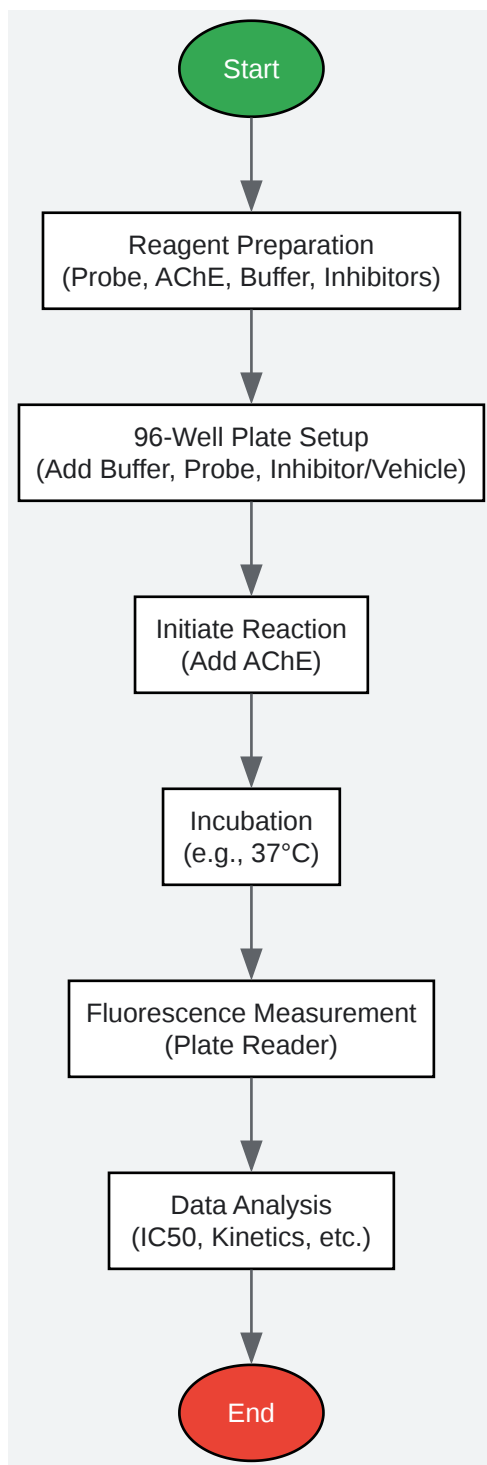 Start
Reagent Preparation
(Probe, AChE, Buffer, Inhibitors)
96-Well Plate Setup
(Add Buffer, Probe, Inhibitor/Vehicle)
Initiate Reaction
(Add AChE)
Incubation
(e.g., 37°C)
Fluorescence Measurement
(Plate Reader)
Data Analysis
(IC50, Kinetics, etc.)
End